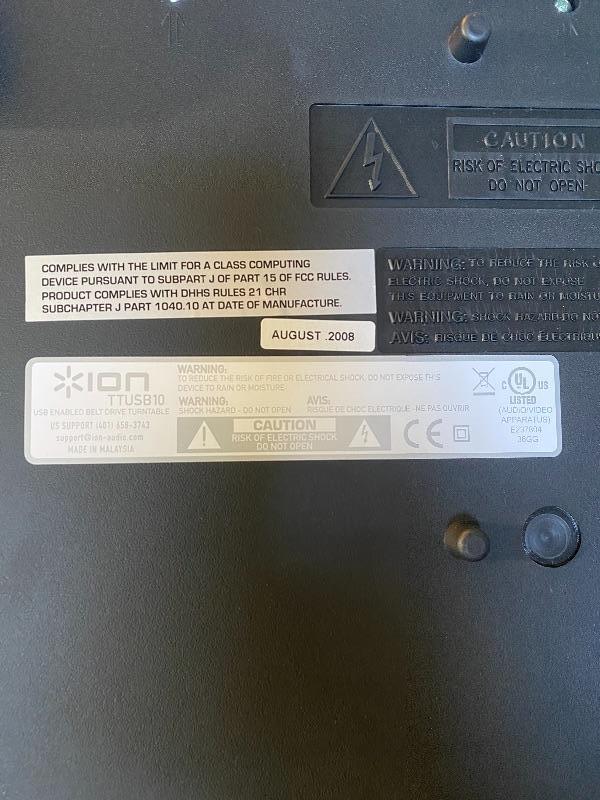 CAUTION
RISK OF ELECTRIC
DO NOT OPEN
COMPLIES WITH THE LIMIT FOR A CLASS COMPUTING
DEVICE PURSUANT TO SUBPART J OF PART 15 OF FCC RULES.
PRODUCT COMPLIES WITH DHHS RULES 21 CHR
SUBCHAPTER J PART 1040.10 AT DATE OF MANUFACTURE.
WARNING: TO REDUCE THE RISK
ELECTRIC SHOCK, DO NOT EXPOSE
THIS EQUIPMENT TO RAIN OR
WARNING: SHOCK HAZARD DO
AVIS: RISQUE DE CHOC
AUGUST .2008
ION
TTUSB10
USB ENABLED BELT DRIVE TURNTABLE
US SUPPORT (401) 658-3743
support@ion-audio.com
MADE IN MALAYSIA
WARNING:
TO REDUCE THE RISK OF FIRE OR ELECTRICAL SHOCK, DO NOT EXPOSE THIS
DEVICE TO RAIN OR MOISTURE
WARNING:
SHOCK HAZARD - DO NOT OPEN
AVIS:
RISQUE DE CHOC ELECTRIQUE - NE PAS OUVRIR
CAUTION
RISK OF ELECTRIC SHOCK
DO NOT OPEN
CE
C UL US
LISTED
(AUDIO/VIDEO
APPARATUS)
E237804
36GG